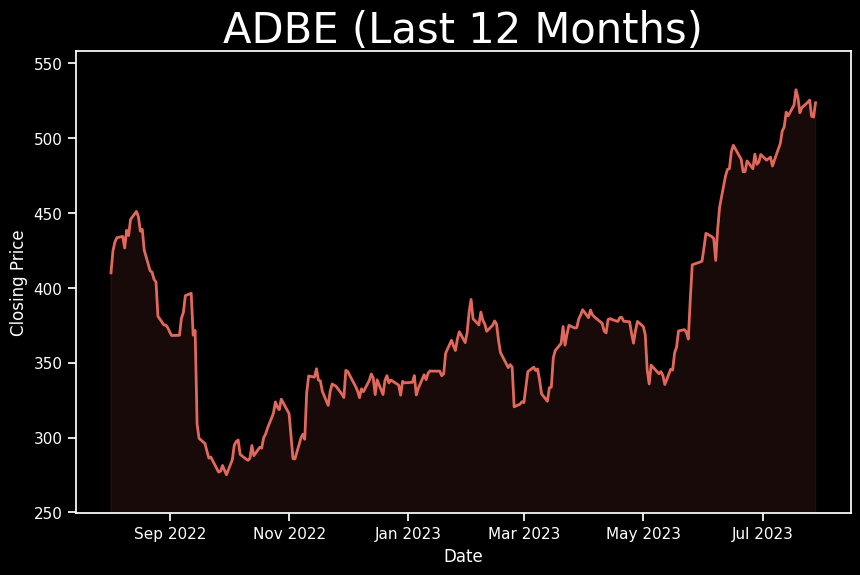 ADBE (Last 12 Months)
550
500
450
400
350
300
250
Closing Price
Sep 2022
Nov 2022
Jan 2023
Mar 2023
May 2023
Jul 2023
Date